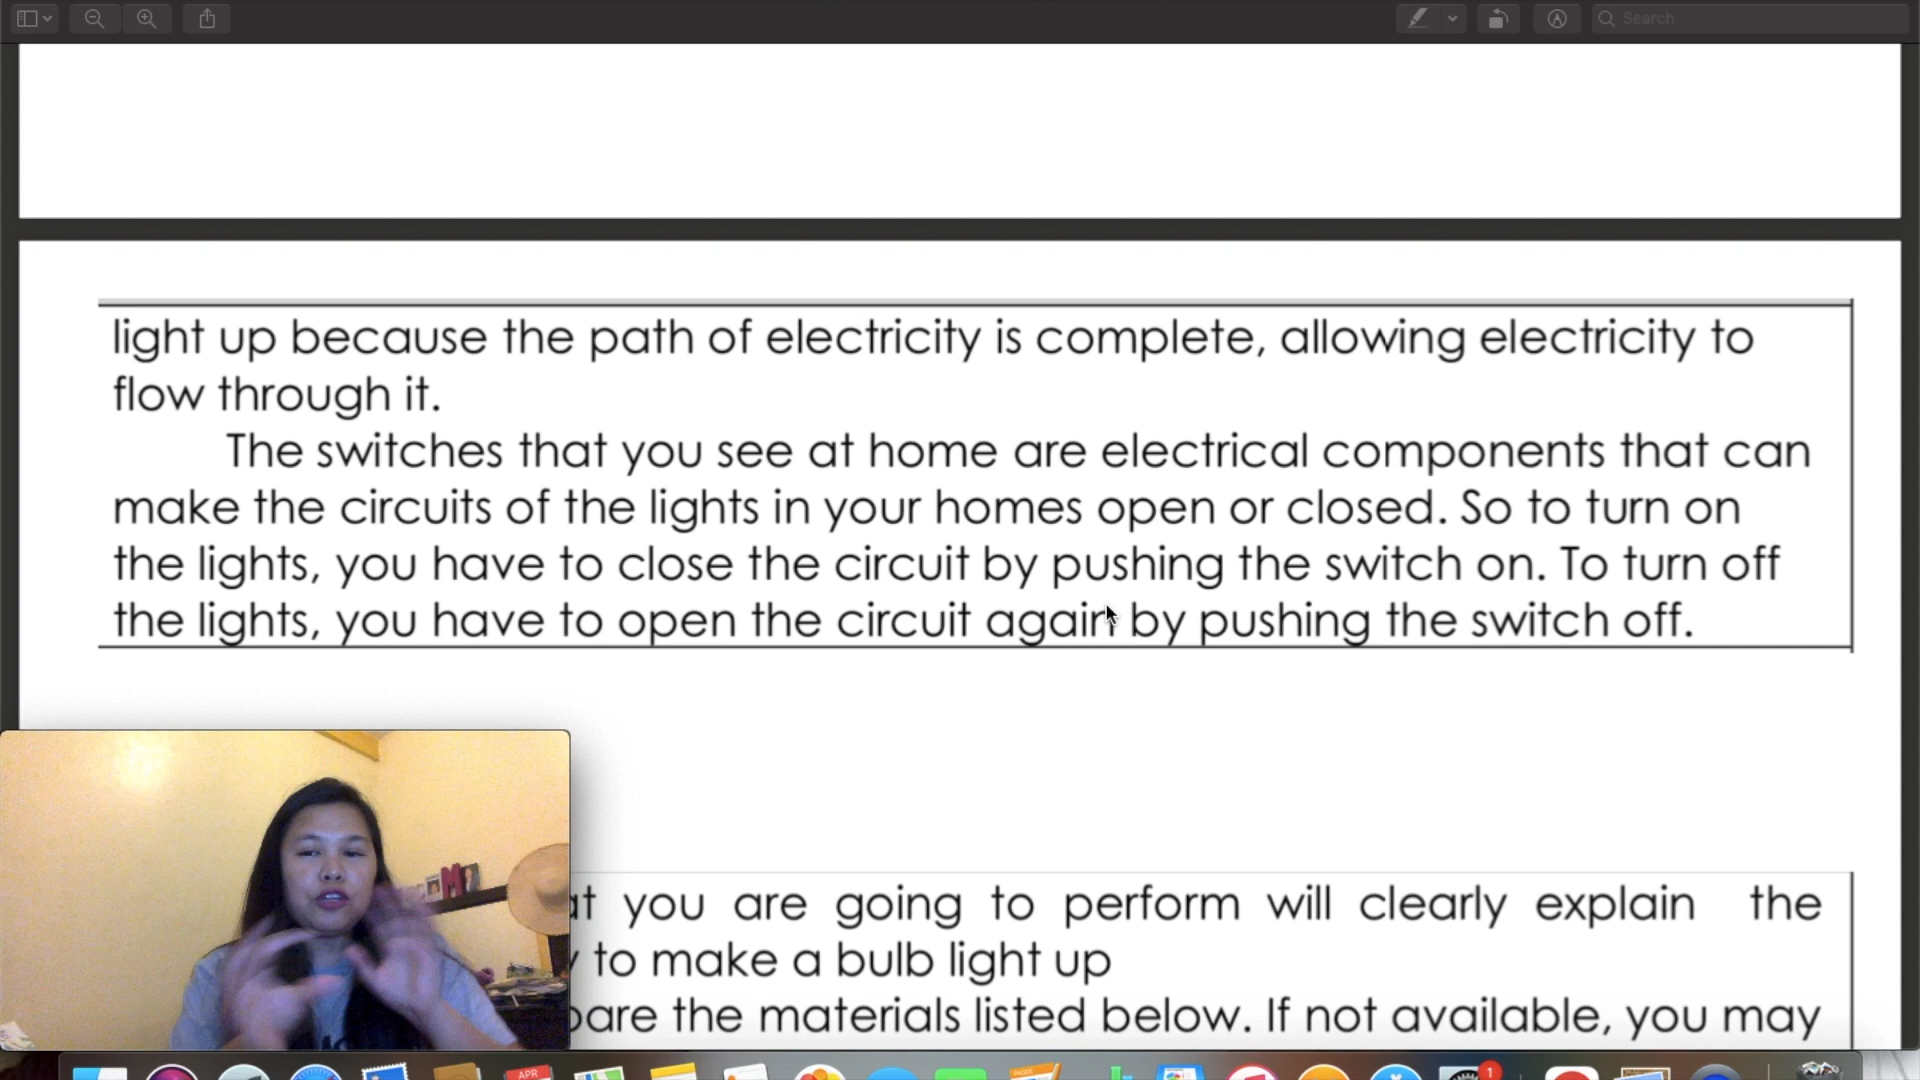 Search
light up because the path of electricity is complete, allowing electricity to
flow through it.
The switches that you see at home are electrical components that can
make the circuits of the lights in your homes open or closed. So to turn on
the lights, you have to close the circuit by pushing the switch on. To turn off
the lights, you have to open the circuit again by pushing the switch off.
you are going to perform will clearly explain the
to make a bulb light up
the materials listed below. If not available, you may
M
APR
PAGES
1